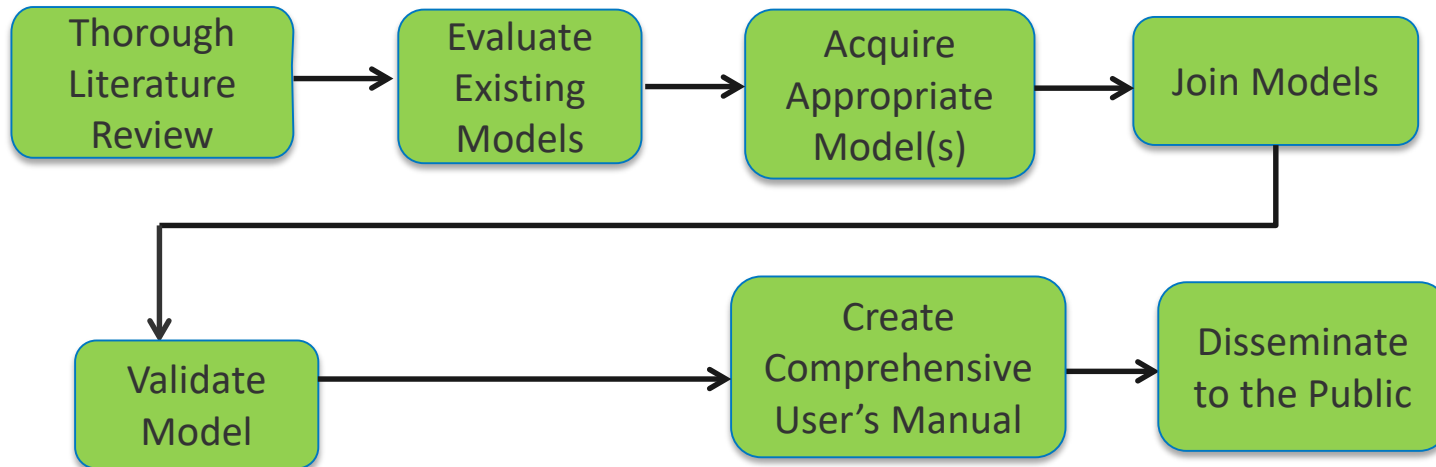 Thorough
Literature
Review
Evaluate
Existing
Models
Acquire
Appropriate
Model(s)
Join Models
Validate
Model
Create
Comprehensive
User’s Manual
Disseminate
to the Public